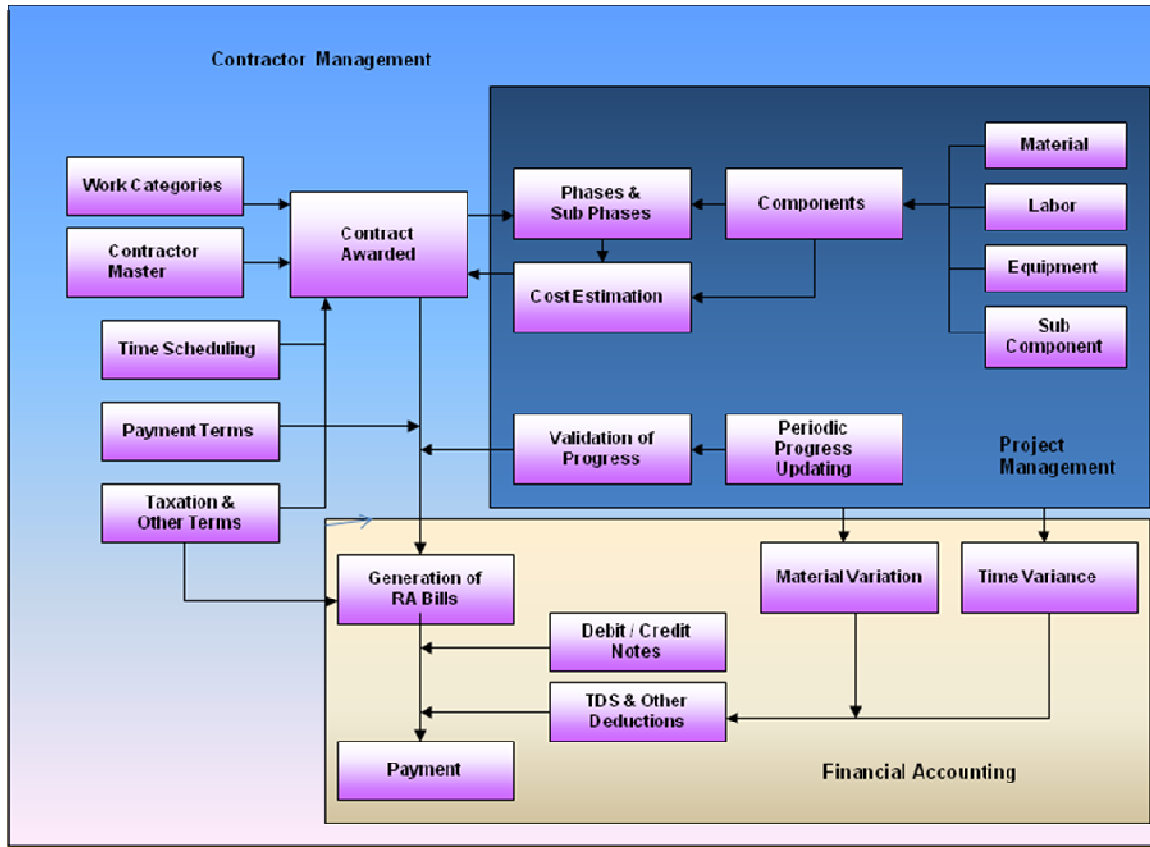 Contractor Management
Work Categories
Contractor
Master
Contract
Awarded
Time Scheduling
Payment Terms
Taxation &
Other Terms
Phases &
Sub Phases
Components
Cost Estimation
Material
Labor
Equipment
Sub
Component
Validation of
Progress
Periodic
Progress
Updating
Project
Management
Generation of
RA Bills
Material Variation
Time Variance
Debit / Credit
Notes
TDS & Other
Deductions
Payment
Financial Accounting